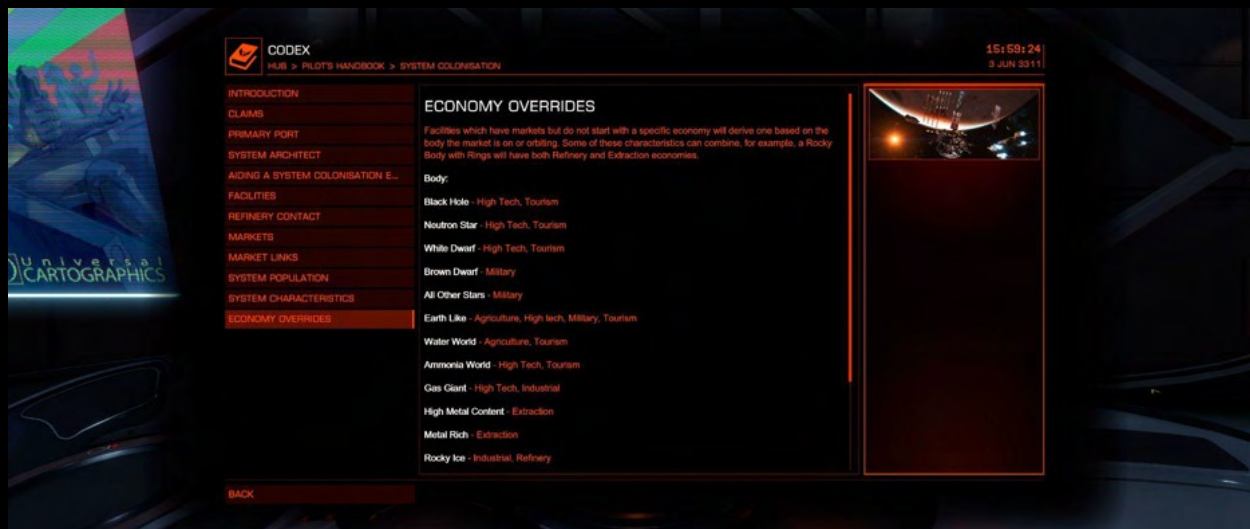 CODEX
HUB > PILOT'S HANDBOOK > SYSTEM COLONISATION
15:59:24
3 JUN 3311
INTRODUCTION
CLAIMS
PRIMARY PORT
SYSTEM ARCHITECT
AIDING A SYSTEM COLONISATION E...
FACILITIES
REFINERY CONTACT
MARKETS
MARKET LINKS
SYSTEM POPULATION
SYSTEM CHARACTERISTICS
ECONOMY OVERRIDES
ECONOMY OVERRIDES
Facilities which have markets but do not start with a specific economy will derive one based on the
body the market is on or orbiting. Some of these characteristics can combine, for example, a Rocky
Body with Rings will have both Refinery and Extraction economies.
Body:
Black Hole - High Tech, Tourism
Neutron Star - High Tech, Tourism
White Dwarf - High Tech, Tourism
Brown Dwarf - Military
All Other Stars - Military
Earth Like - Agriculture, High tech, Military, Tourism
Water World - Agriculture, Tourism
Ammonia World - High Tech, Tourism
Gas Giant - High Tech, Industrial
High Metal Content - Extraction
Metal Rich - Extraction
Rocky Ice - Industrial, Refinery
BACK
Universal
CARTOGRAPHICS